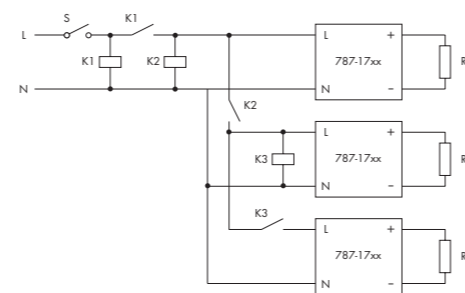 S K1
L L +
K1 K2 787-17xx R
N N −
K2
L +
K3 787-17xx R
N −
K3
L +
787-17xx R
N −